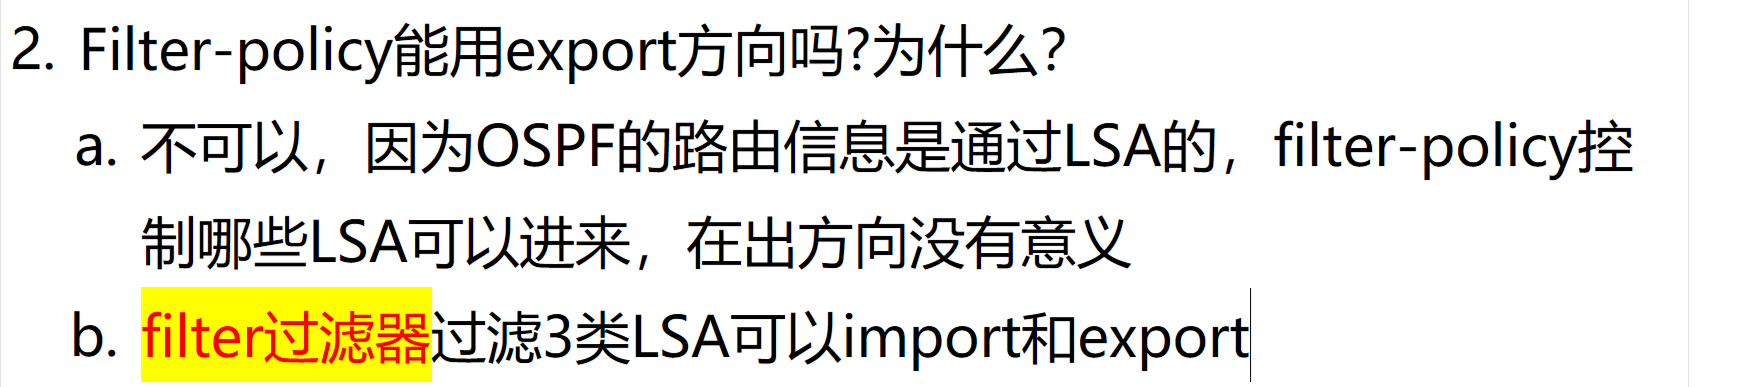 2. Filter-policy能用export方向吗?为什么?
a. 不可以，因为OSPF的路由信息是通过LSA的，filter-policy控
制哪些LSA可以进来，在出方向没有意义
b. filter过滤器过滤3类LSA可以import和export